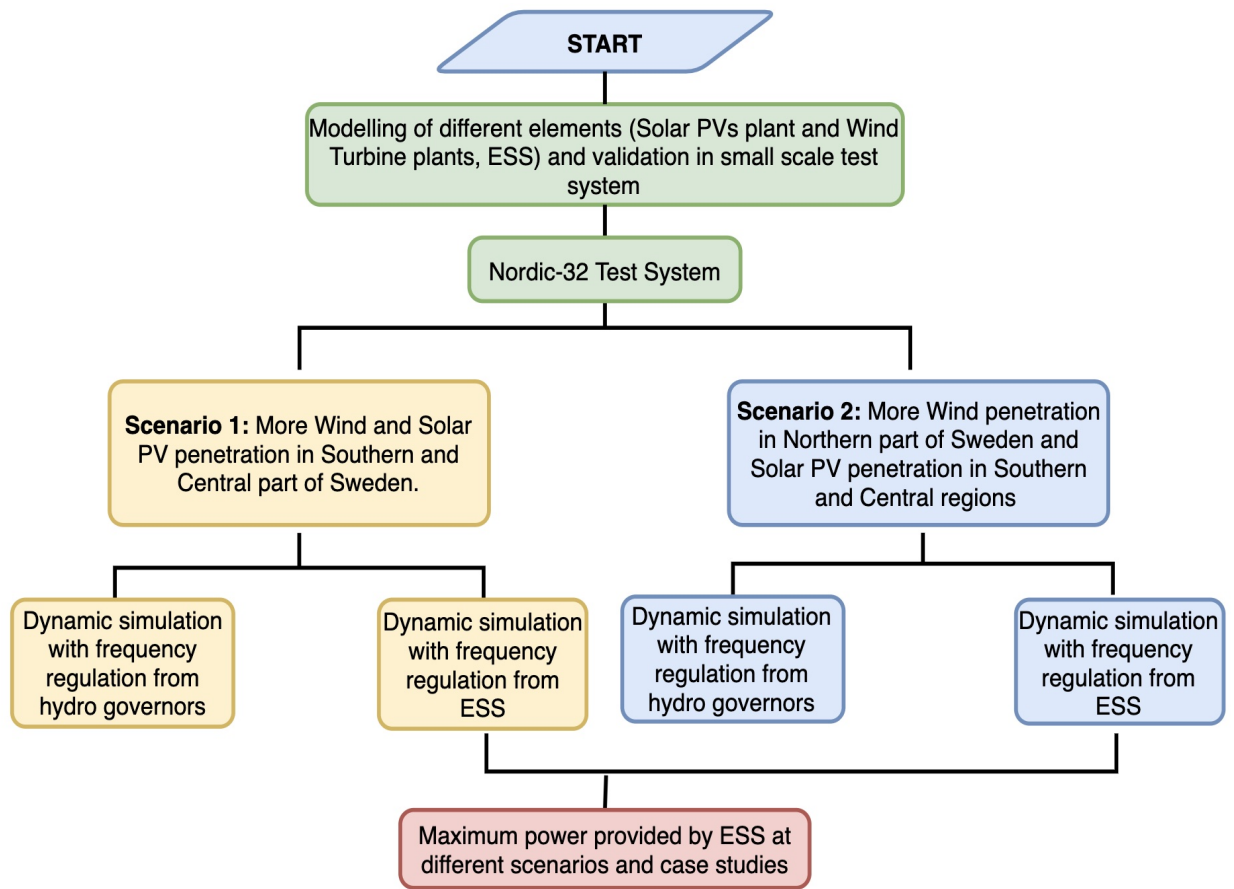 START
Modelling of different elements (Solar PVs plant and Wind
Turbine plants, ESS) and validation in small scale test
system
Nordic-32 Test System
Scenario 1: More Wind and Solar
PV penetration in Southern and
Central part of Sweden.
Scenario 2: More Wind penetration
in Northern part of Sweden and
Solar PV penetration in Southern
and Central regions
Dynamic simulation
with frequency
regulation from
hydro governors
Dynamic simulation
with frequency
regulation from
ESS
Dynamic simulation
with frequency
regulation from
hydro governors
Dynamic simulation
with frequency
regulation from
ESS
Maximum power provided by ESS at
different scenarios and case studies